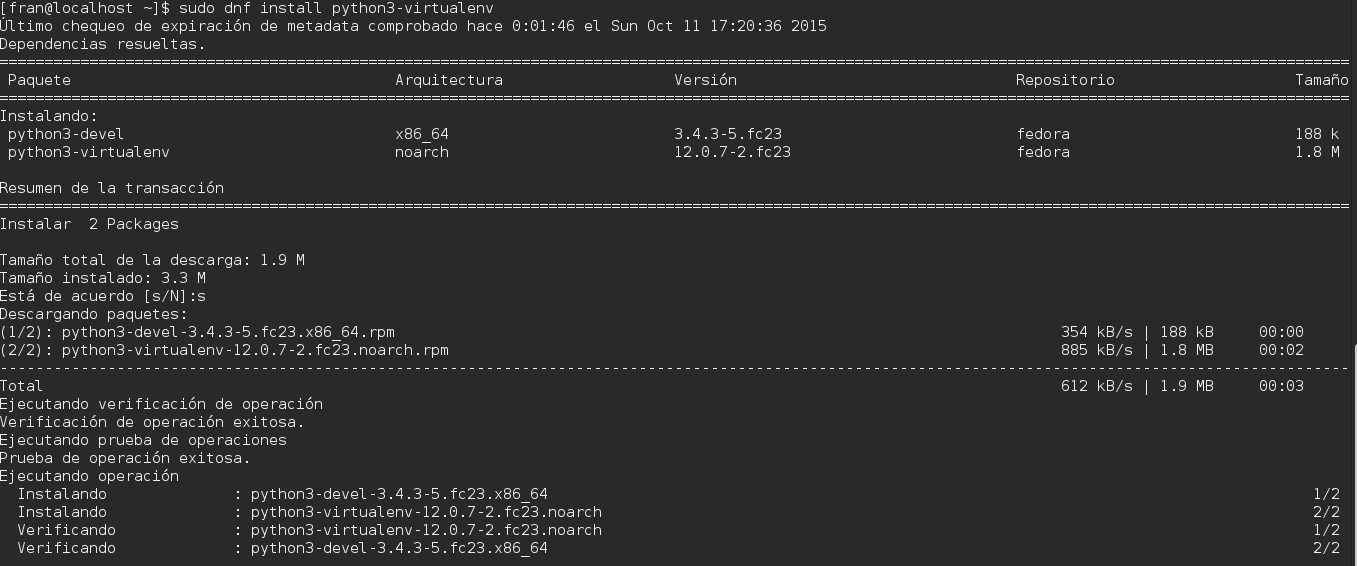 [fran@localhost ~]$ sudo dnf install python3-virtualenv
Último chequeo de expiración de metadata comprobado hace 0:01:46 el Sun Oct 11 17:20:36 2015
Dependencias resueltas.
================================================================================
Paquete Arquitectura Versión Repositorio Tamaño
================================================================================
Instalando:
python3-devel x86_64 3.4.3-5.fc23 fedora 188 k
python3-virtualenv noarch 12.0.7-2.fc23 fedora 1.8 M
Resumen de la transacción
================================================================================
Instalar 2 Packages
Tamaño total de la descarga: 1.9 M
Tamaño instalado: 3.3 M
Está de acuerdo [s/N]:s
Descargando paquetes:
(1/2): python3-devel-3.4.3-5.fc23.x86_64.rpm 354 kB/s | 188 kB 00:00
(2/2): python3-virtualenv-12.0.7-2.fc23.noarch.rpm 885 kB/s | 1.8 MB 00:02
--------------------------------------------------------------------------------
Total 612 kB/s | 1.9 MB 00:03
Ejecutando verificación de operación
Verificación de operación exitosa.
Ejecutando prueba de operaciones
Prueba de operación exitosa.
Ejecutando operación
Instalando : python3-devel-3.4.3-5.fc23.x86_64 1/2
Instalando : python3-virtualenv-12.0.7-2.fc23.noarch 2/2
Verificando : python3-virtualenv-12.0.7-2.fc23.noarch 1/2
Verificando : python3-devel-3.4.3-5.fc23.x86_64 2/2